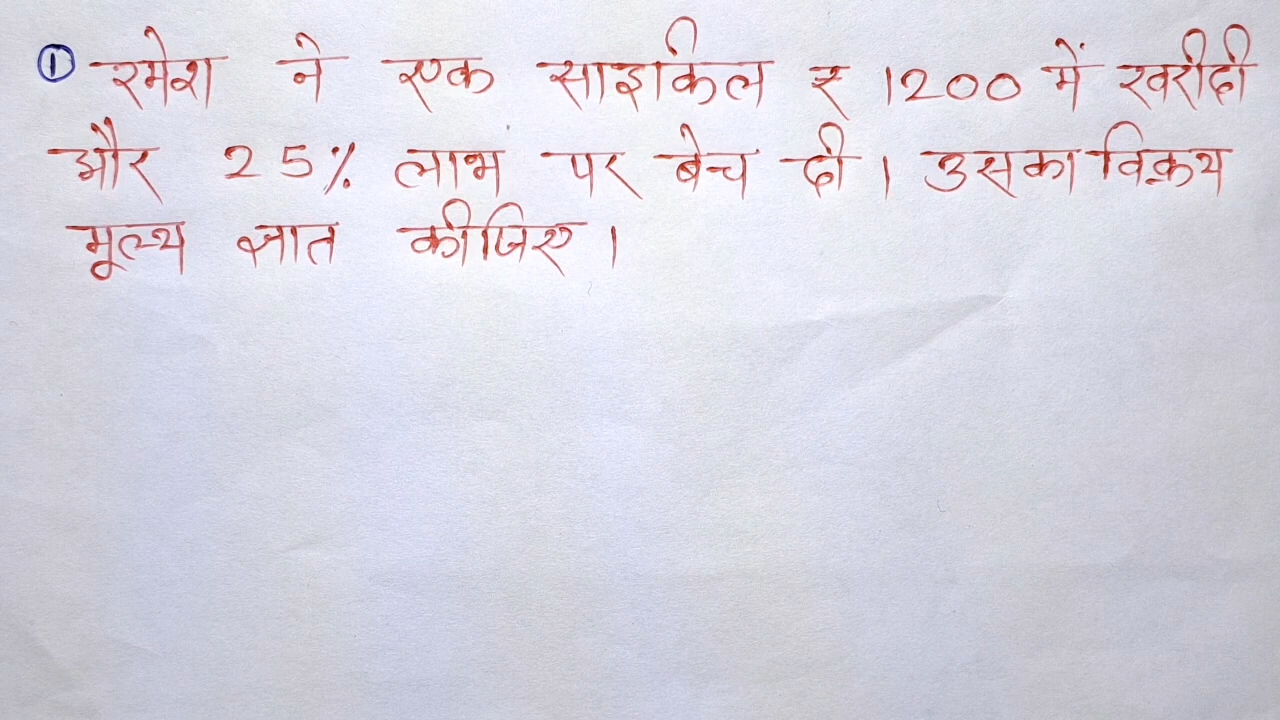 ① रमेश ने एक साइकिल ₹ 1200 में खरीदी
और 25% लाभ पर बेच दी। उसका विक्रय
मूल्य ज्ञात कीजिए।